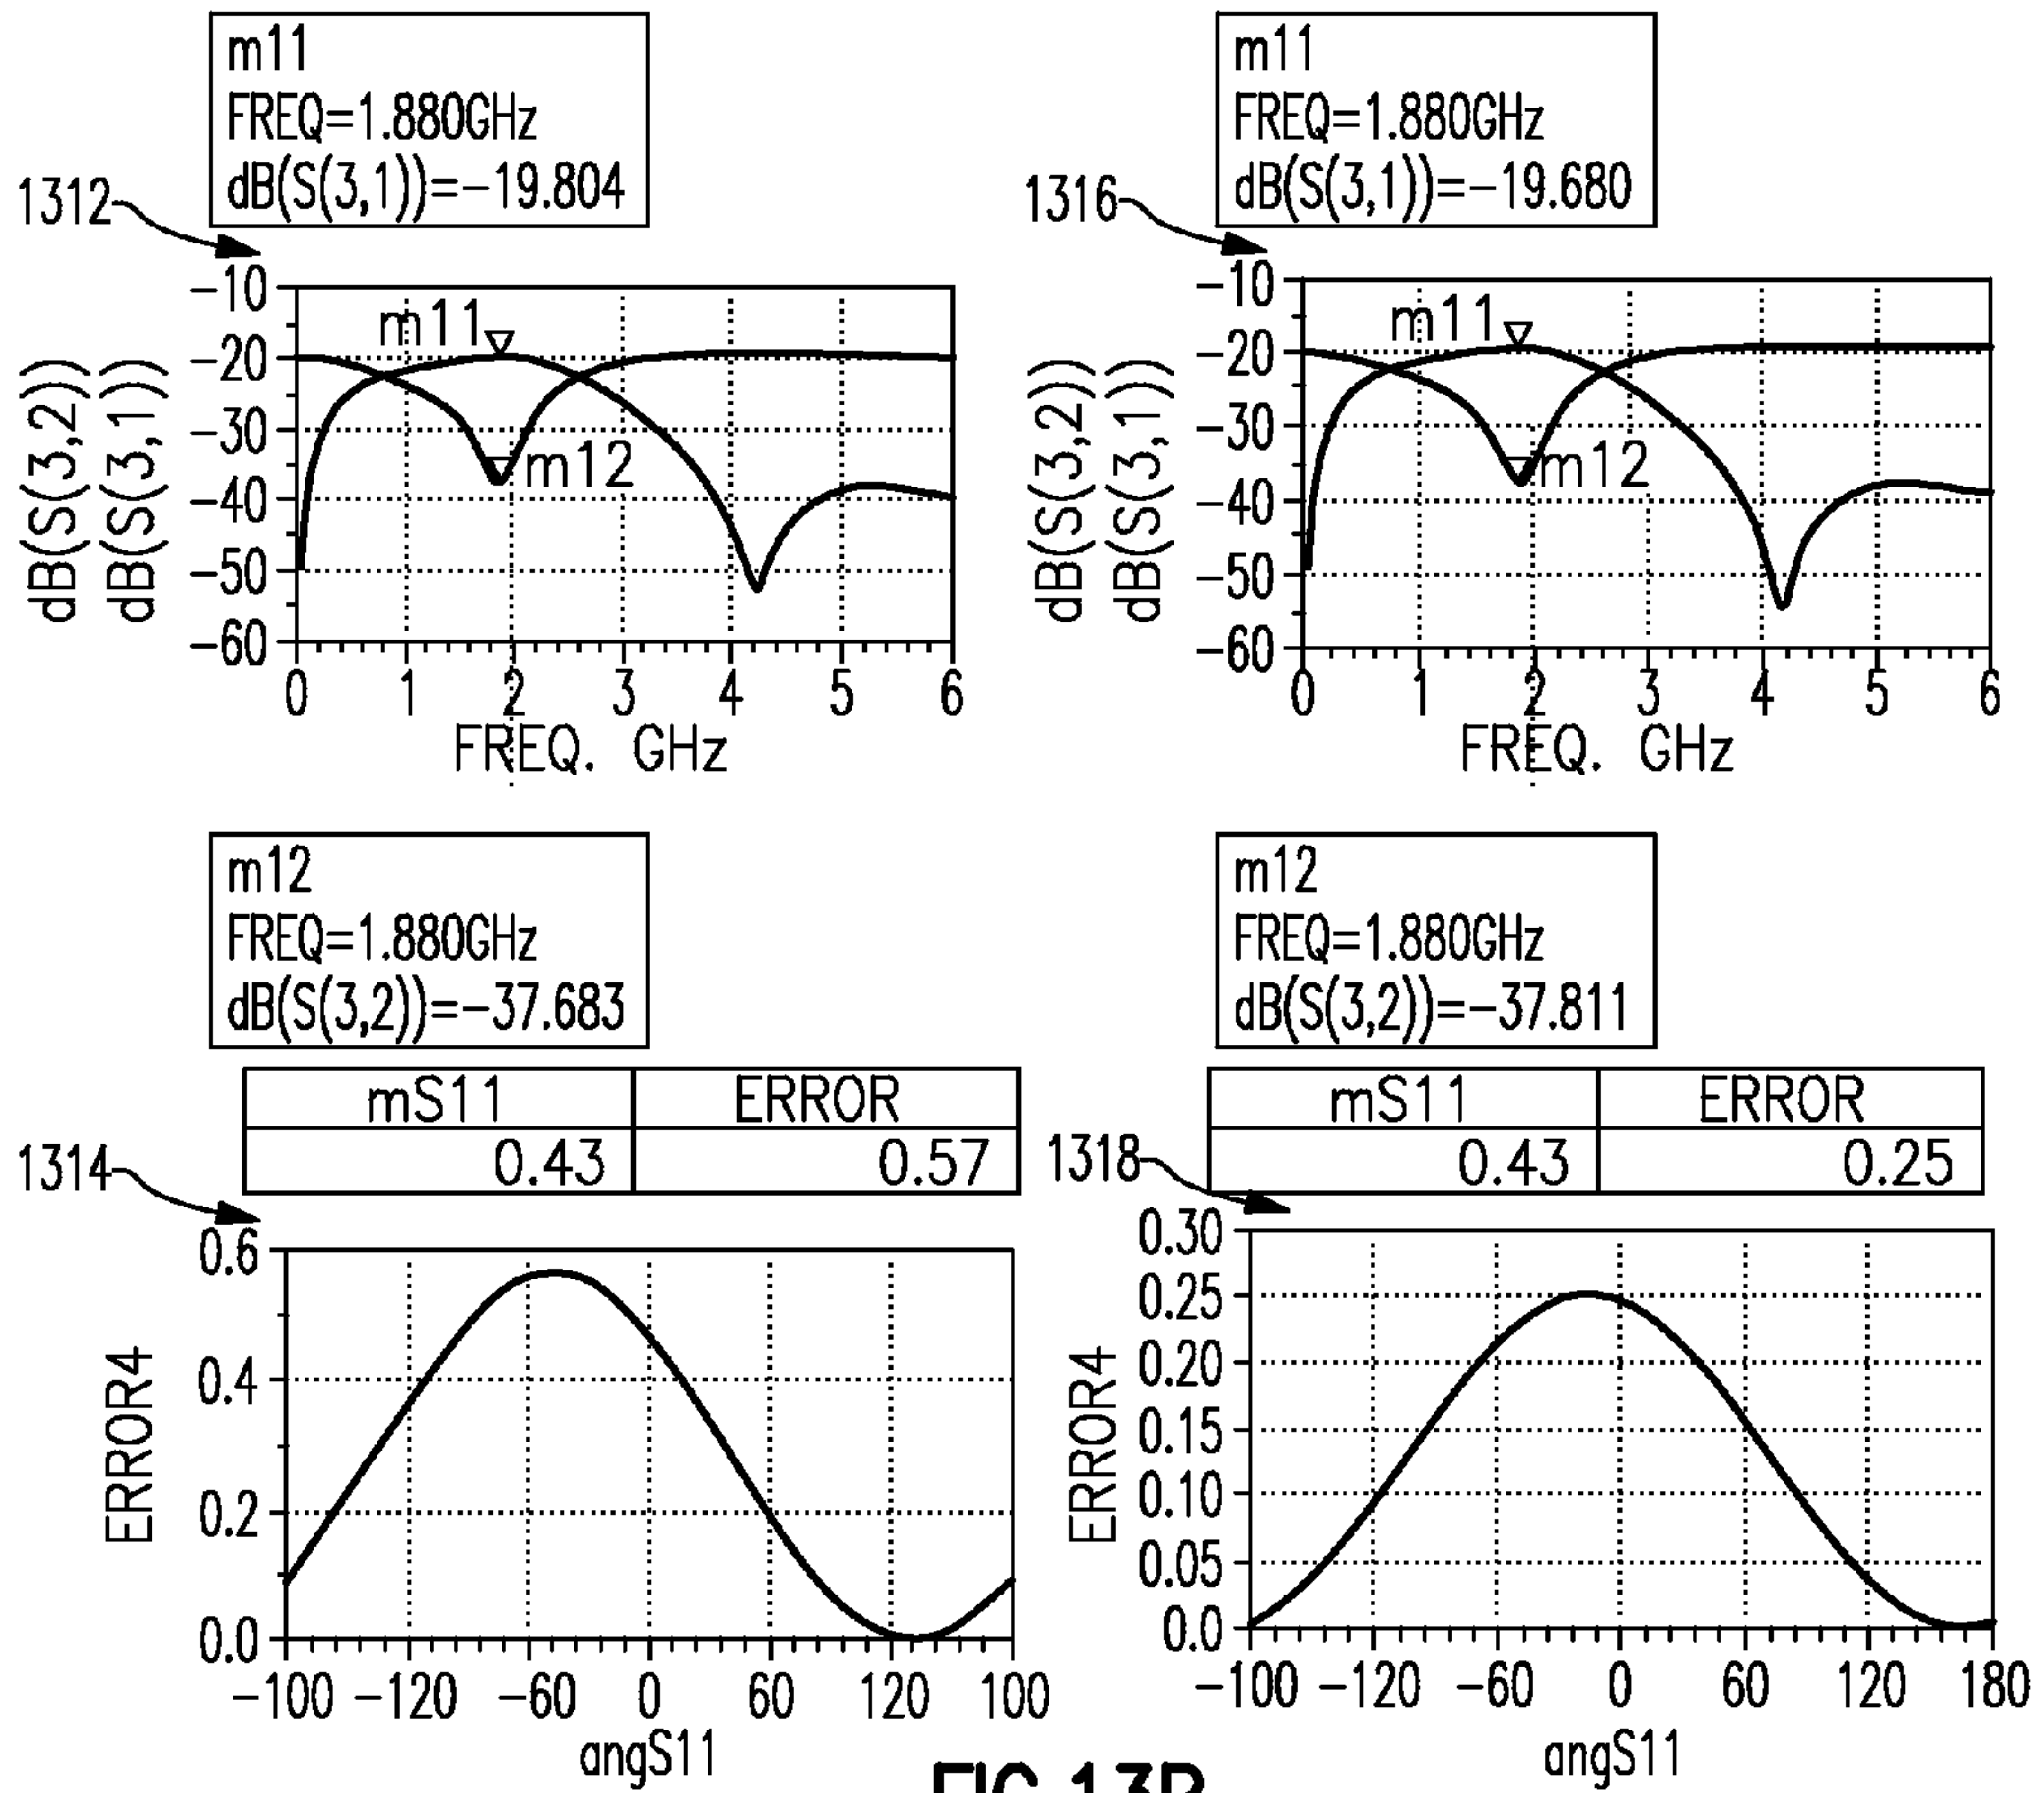 m11
FREQ=1.880GHz
dB(S(3,1))=-19.804
1312
-10
-20
-30
-40
-50
-60
dB(S(3,2))
dB(S(3,1))
m11
m12
0 1 2 3 4 5 6
FREQ. GHz
m11
FREQ=1.880GHz
dB(S(3,1))=-19.680
1316
-10
-20
-30
-40
-50
-60
dB(S(3,2))
dB(S(3,1))
m11
m12
0 1 2 3 4 5 6
FREQ. GHz
m12
FREQ=1.880GHz
dB(S(3,2))=-37.683
mS11 ERROR
0.43 0.57
1314
0.6
0.4
0.2
0.0
ERROR4
-100 -120 -60 0 60 120 100
angS11
m12
FREQ=1.880GHz
dB(S(3,2))=-37.811
mS11 ERROR
0.43 0.25
1318
0.30
0.25
0.20
0.15
0.10
0.05
0.0
ERROR4
-100 -120 -60 0 60 120 180
angS11
FIG.13B